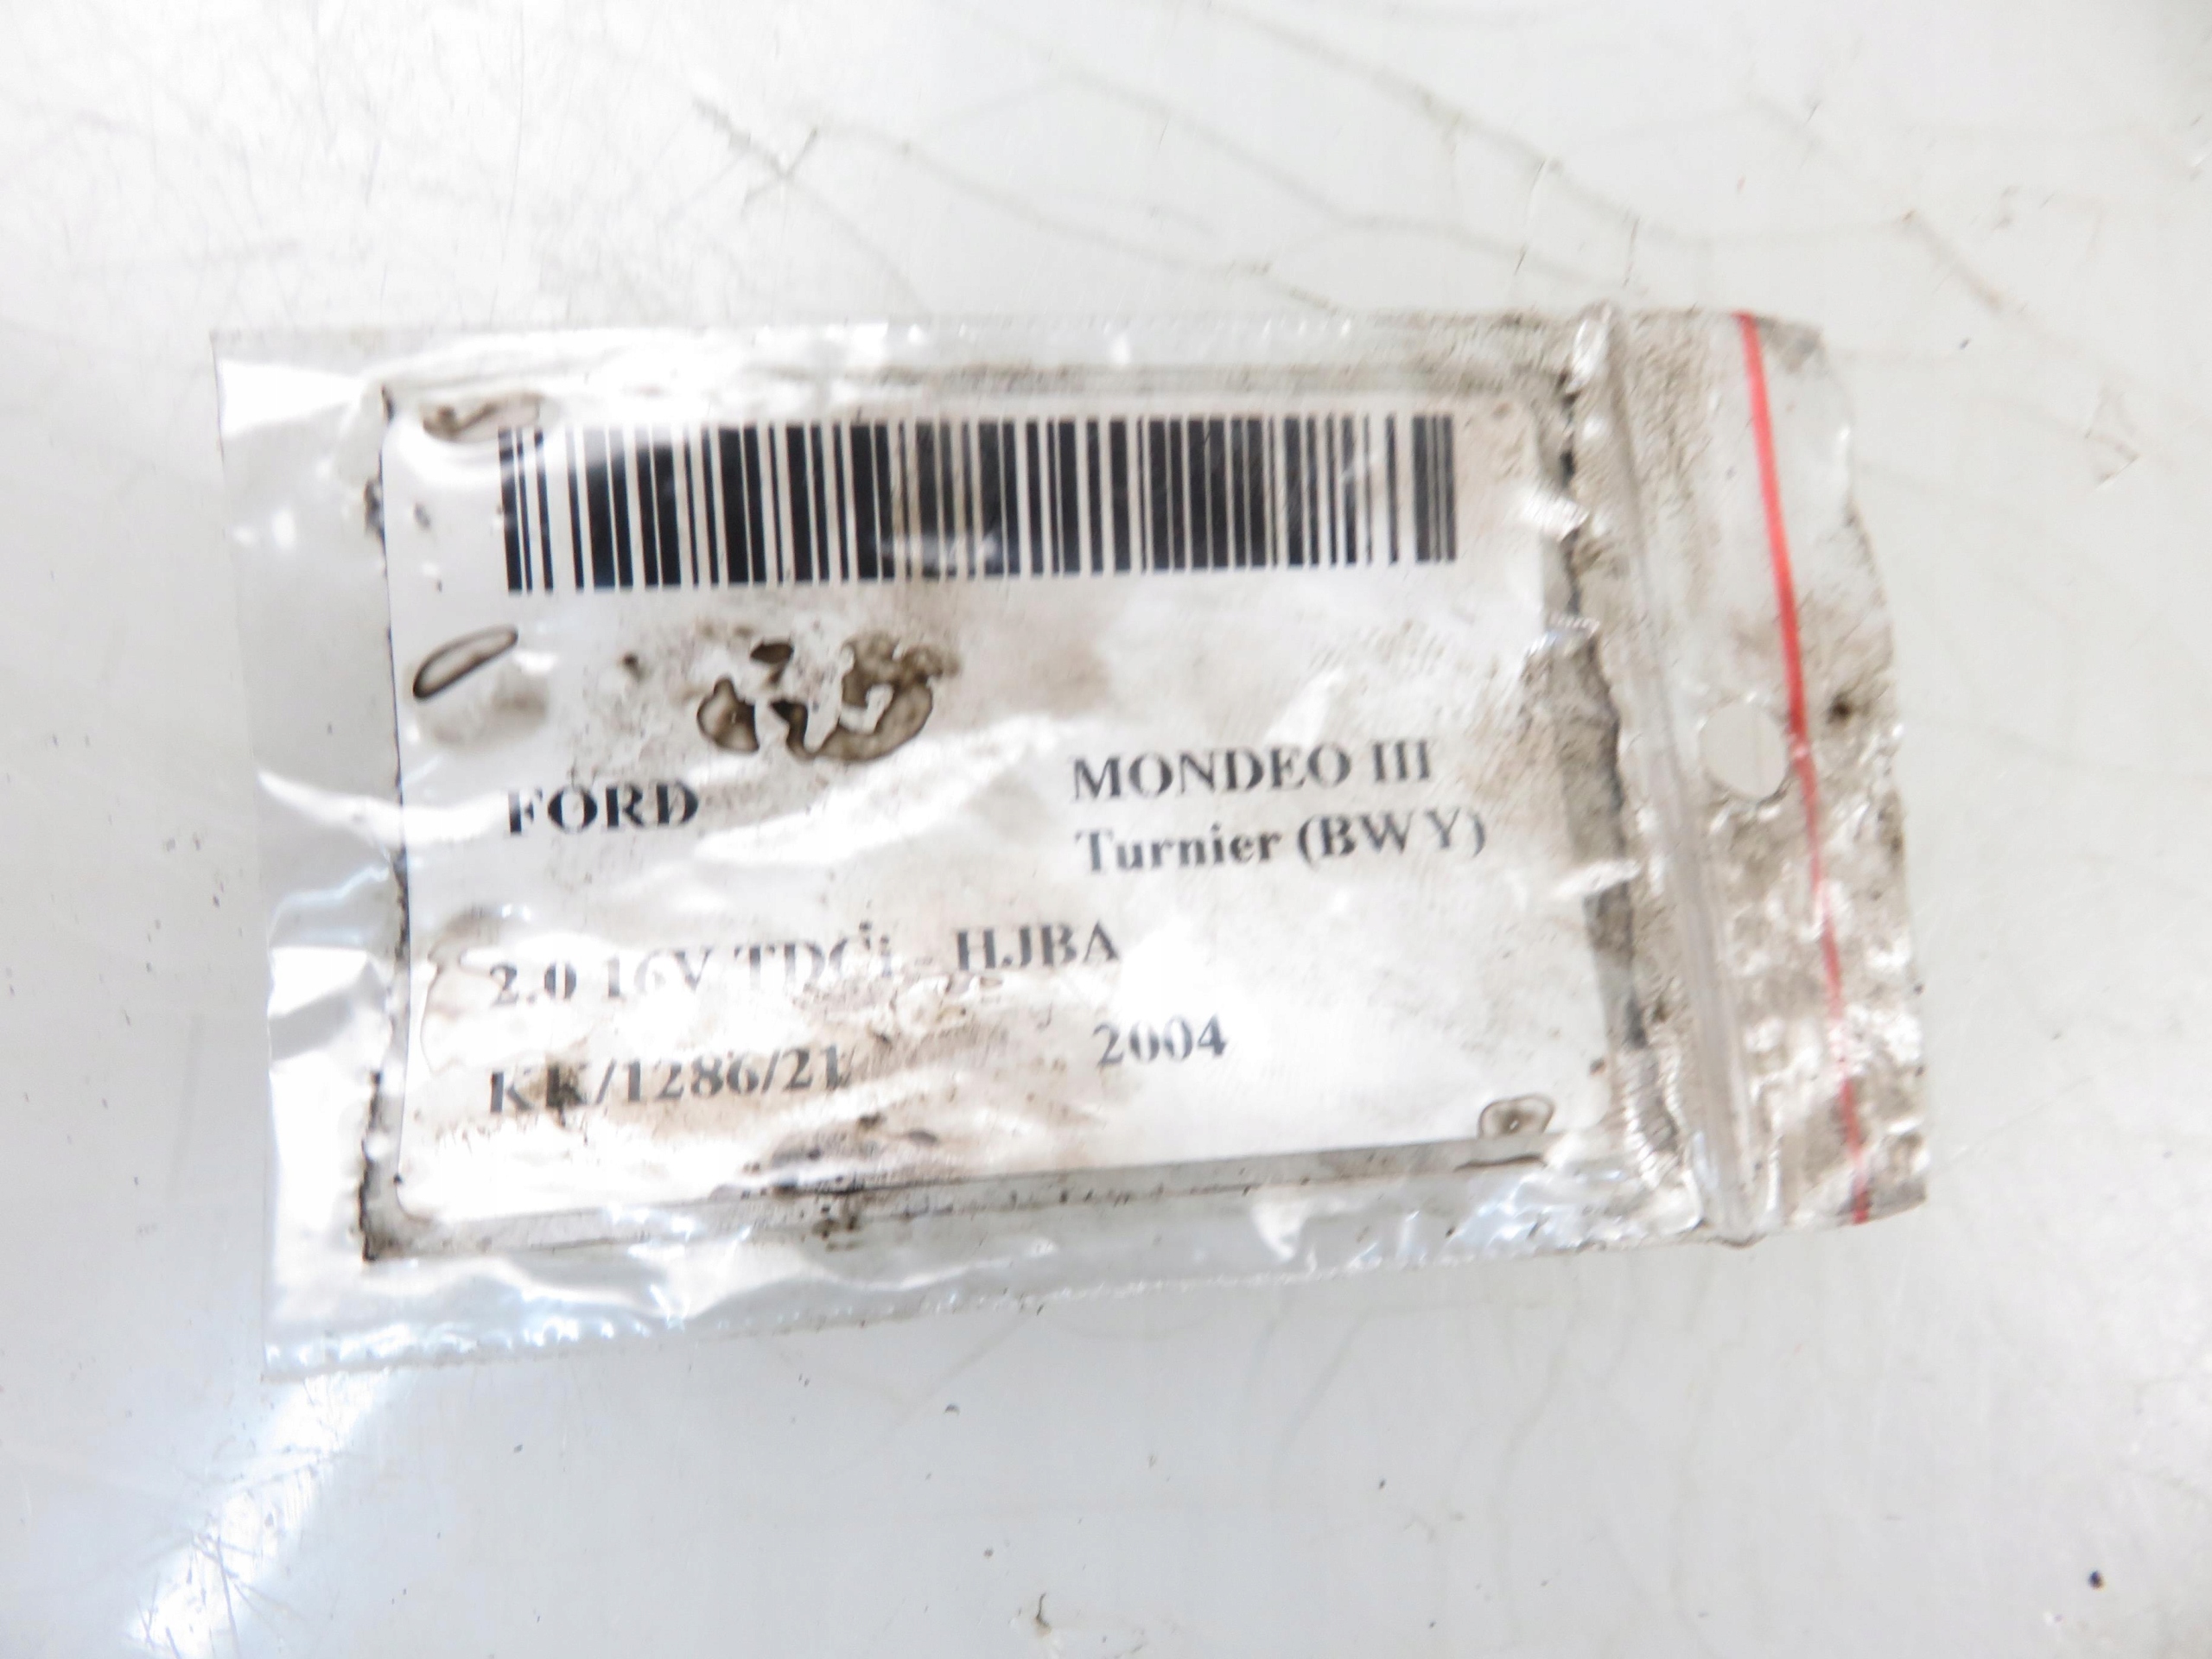 FORD MONDEO III
Turnier (BWY)
2.0 16V TDCi - HJBA
KK/1286/21 2004